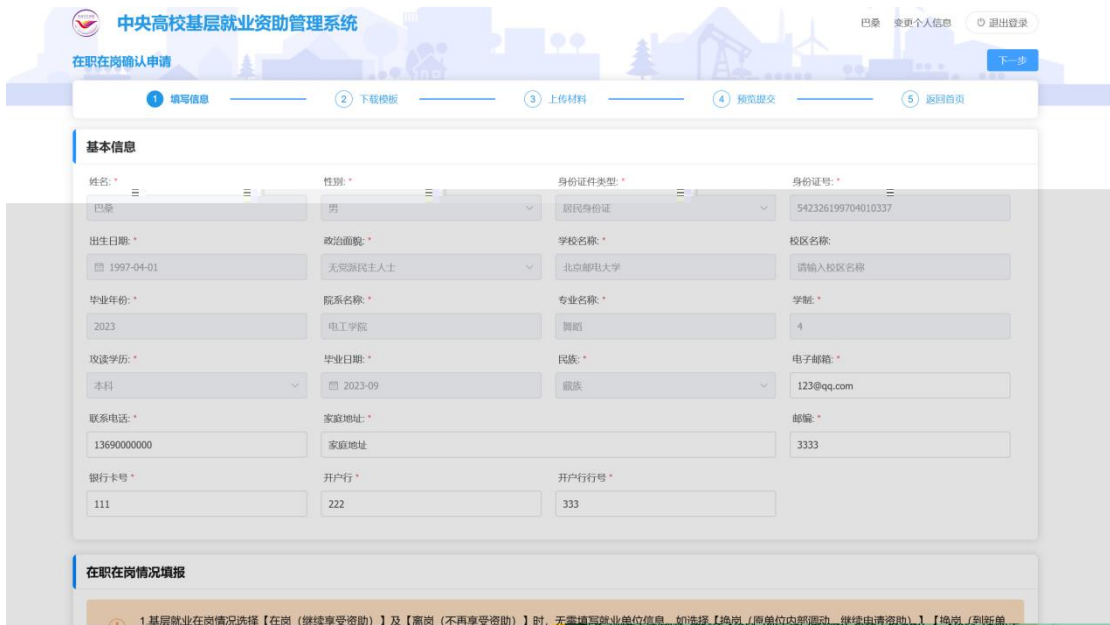 中央高校基层就业资助管理系统
巴桑 变更个人信息 退出登录
在职在岗确认申请
下一步
1 填写信息 2 下载模板 3 上传材料 4 预览提交 5 返回首页
基本信息
姓名: * 性别: * 身份证件类型: * 身份证号: *
巴桑 男 居民身份证 542326199704010337
出生日期: * 政治面貌: * 学校名称: * 校区名称:
1997-04-01 无党派民主人士 北京邮电大学 请输入校区名称
毕业年份: * 院系名称: * 专业名称: * 学制: *
2023 电工学院 舞蹈 4
攻读学历: * 毕业日期: * 民族: * 电子邮箱: *
本科 2023-09 藏族 123@qq.com
联系电话: * 家庭地址: * 邮编: *
13690000000 家庭地址 3333
银行卡号 * 开户行 * 开户行行号 *
111 222 333
在职在岗情况填报
1.基层就业在岗情况选择【在岗（继续享受资助）】及【离岗（不再享受资助）】时，无需填写就业单位信息。如选择【换岗（原单位内部调动，继续申请资助）】【换岗（到新单